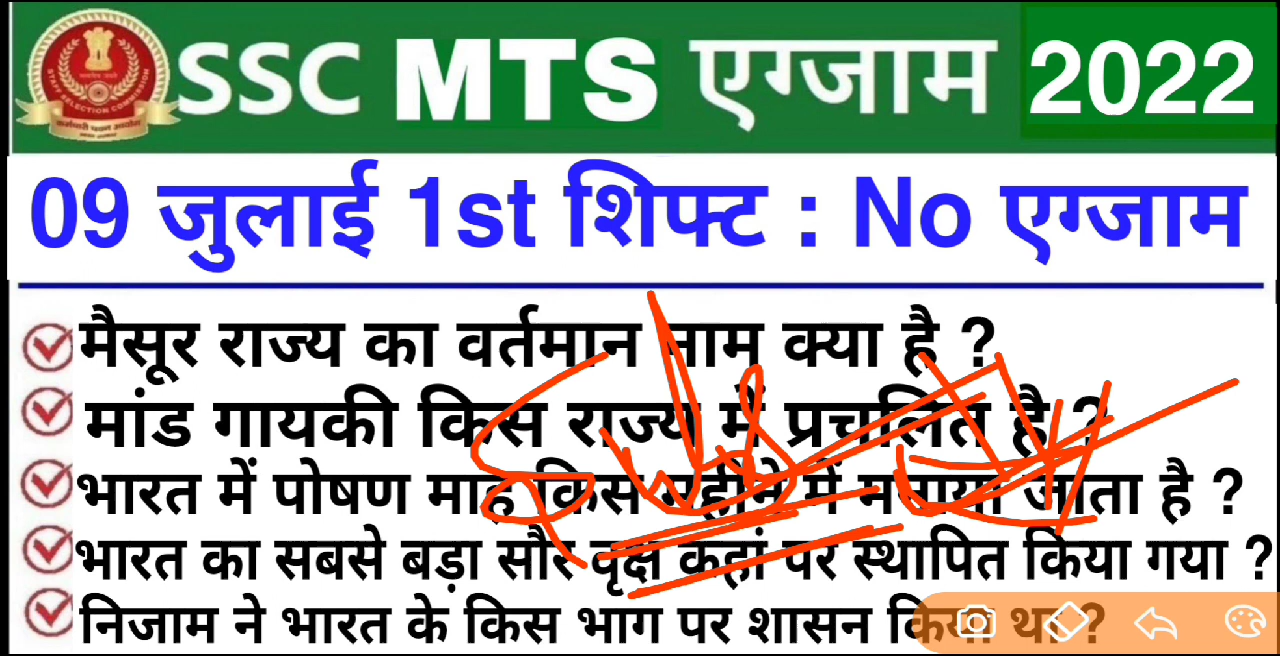 SSC MTS एग्जाम 2022
09 जुलाई 1st शिफ्ट : No एग्जाम
मैसूर राज्य का वर्तमान नाम क्या है ?
मांड गायकी किस राज्य में प्रचलित है ?
भारत में पोषण माह किस महीने में मनाया जाता है ?
भारत का सबसे बड़ा सौर वृक्ष कहां पर स्थापित किया गया ?
निजाम ने भारत के किस भाग पर शासन किया था ?